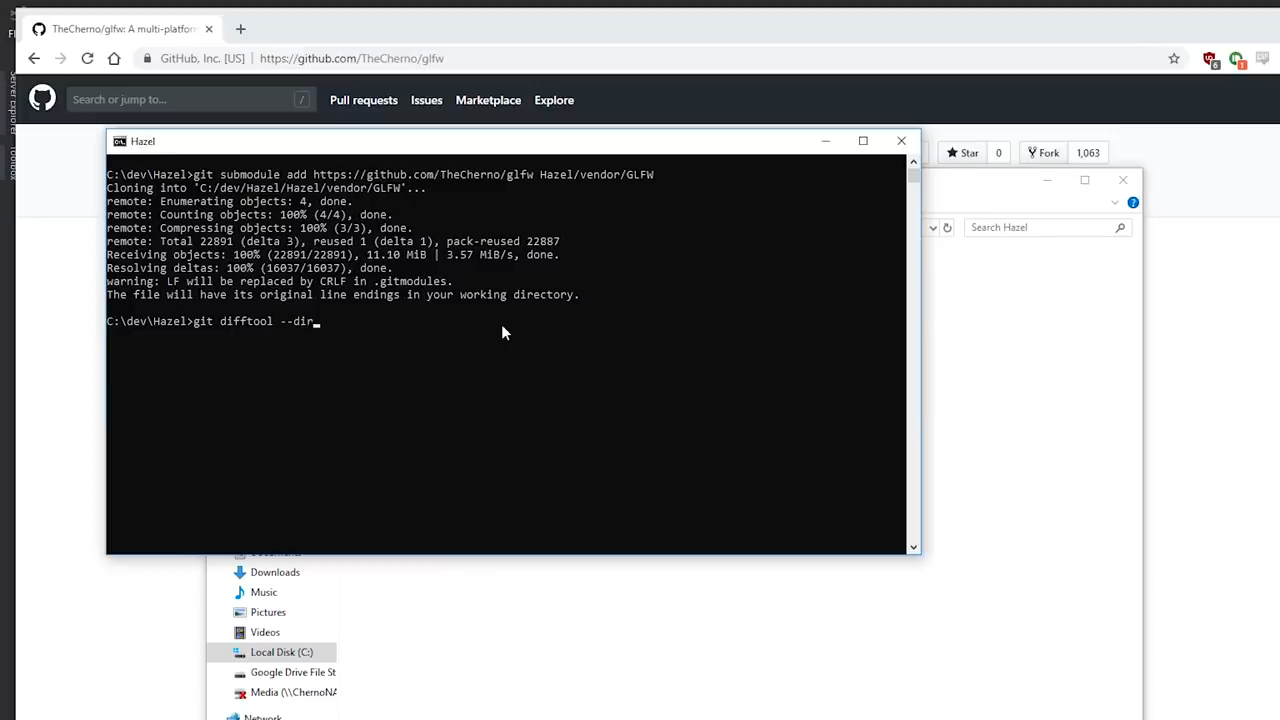 TheCherno/glfw: A multi-platforn
GitHub, Inc. [US] | https://github.com/TheCherno/glfw
6
1
Server Explorer
Toolbox
Search or jump to...
/
Pull requests
Issues
Marketplace
Explore
Star
0
Fork
1,063
Hazel
C:\dev\Hazel>git submodule add https://github.com/TheCherno/glfw Hazel/vendor/GLFW
Cloning into 'C:/dev/Hazel/Hazel/vendor/GLFW'...
remote: Enumerating objects: 4, done.
remote: Counting objects: 100% (4/4), done.
remote: Compressing objects: 100% (3/3), done.
remote: Total 22891 (delta 3), reused 1 (delta 1), pack-reused 22887
Receiving objects: 100% (22891/22891), 11.10 MiB | 3.57 MiB/s, done.
Resolving deltas: 100% (16037/16037), done.
warning: LF will be replaced by CRLF in .gitmodules.
The file will have its original line endings in your working directory.
C:\dev\Hazel>git difftool --dir_
Search Hazel
Downloads
Music
Pictures
Videos
Local Disk (C:)
Google Drive File St
Media (\\ChernoNA
Network